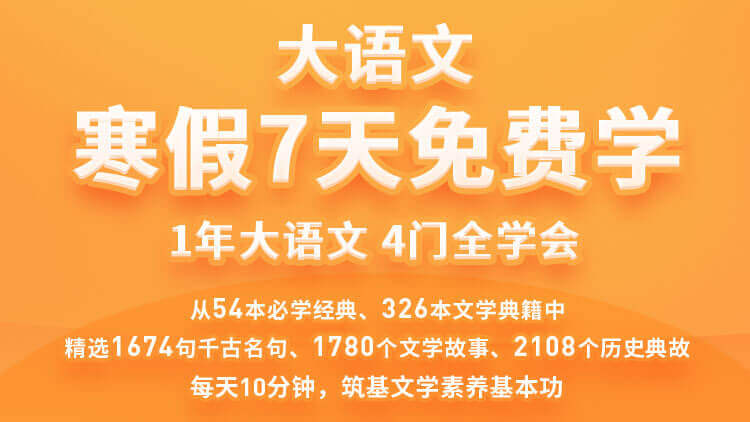 大语文
寒假7天免费学
1年大语文 4门全学会
从54本必学经典、326本文学典籍中
精选1674句千古名句、1780个文学故事、2108个历史典故
每天10分钟，筑基文学素养基本功